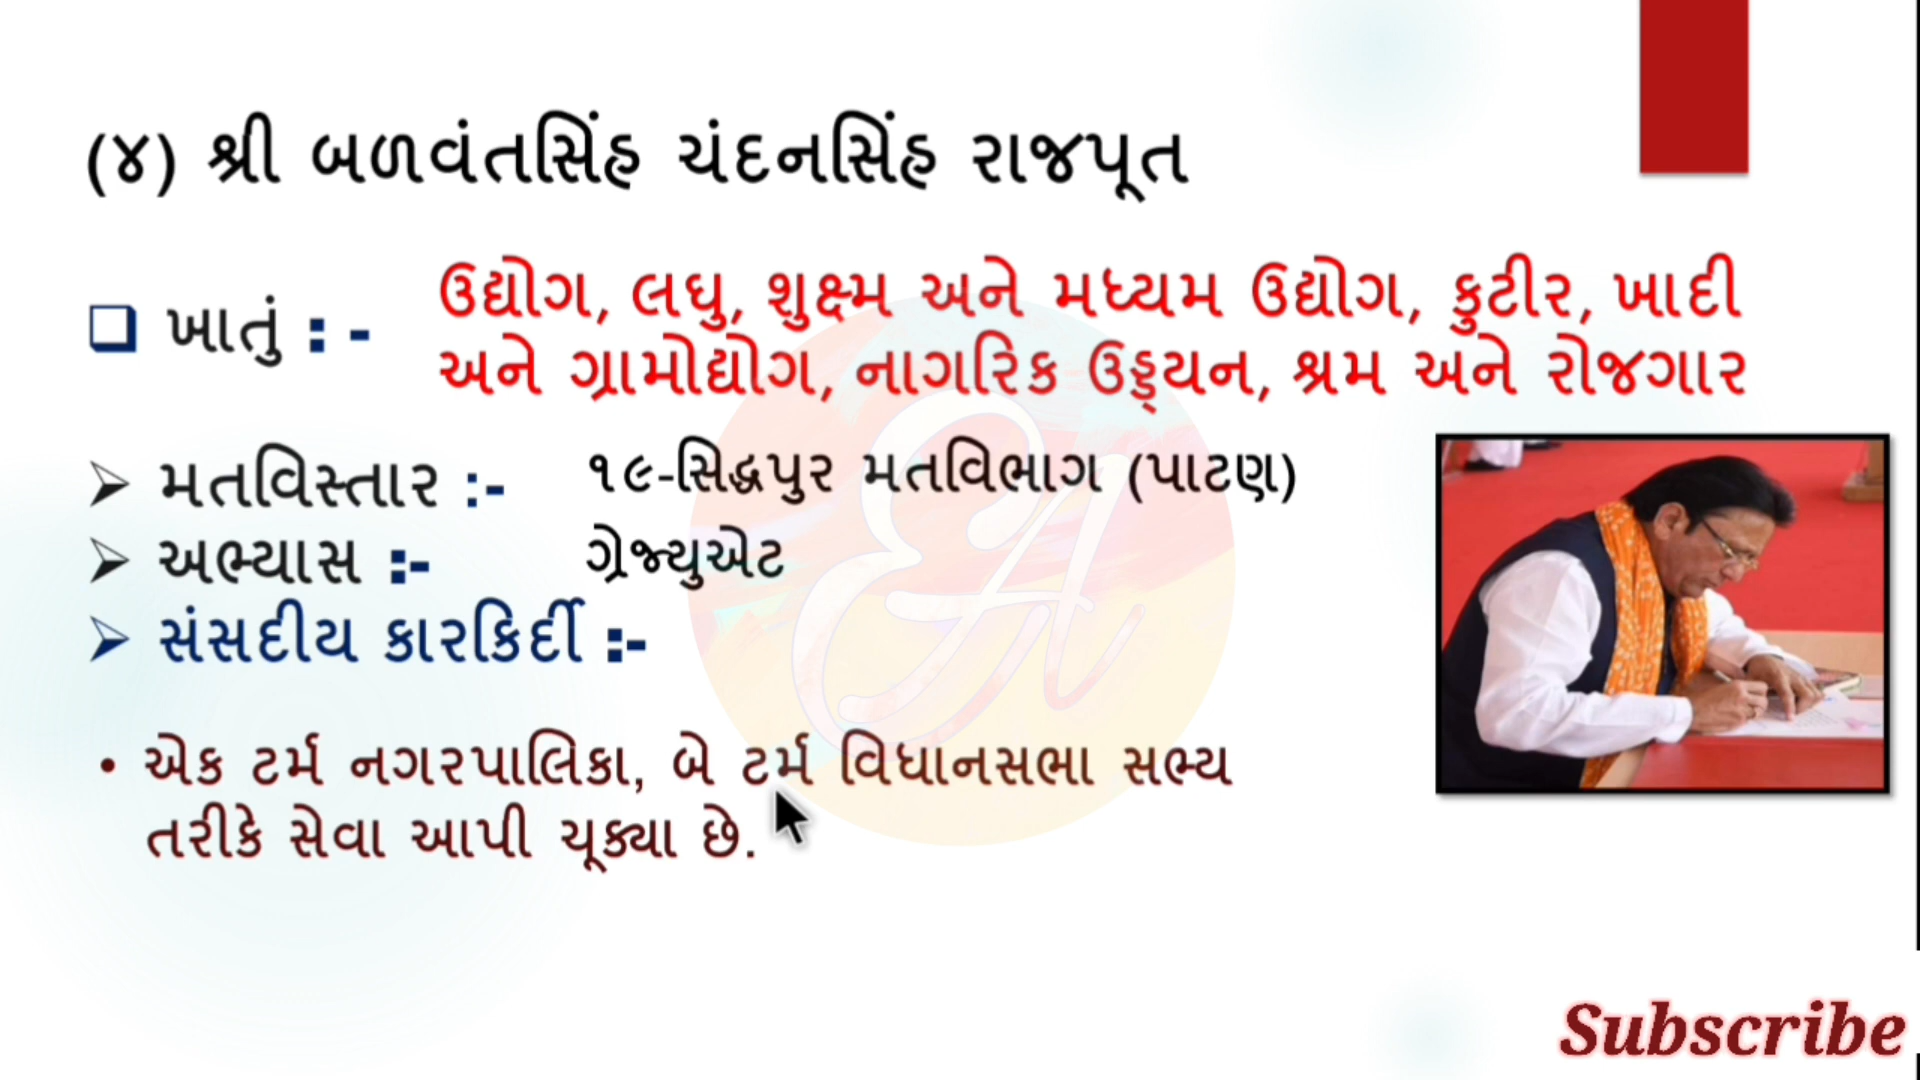 (૪) શ્રી બળવંતસિંહ ચંદનસિંહ રાજપૂત
ઉદ્યોગ, લઘુ, શુક્ષ્મ અને મધ્યમ ઉદ્યોગ, કુટીર, ખાદી
❑ ખાતું : -
અને ગ્રામોદ્યોગ, નાગરિક ઉડ્ડયન, શ્રમ અને રોજગાર
➢ મતવિસ્તાર :- ૧૯-સિદ્ધપુર મતવિભાગ (પાટણ)
➢ અભ્યાસ :- ગ્રેજ્યુએટ
➢ સંસદીય કારકિર્દી :-
• એક ટર્મ નગરપાલિકા, બે ટર્મ વિધાનસભા સભ્ય
તરીકે સેવા આપી ચૂક્યા છે.
EA
Subscribe